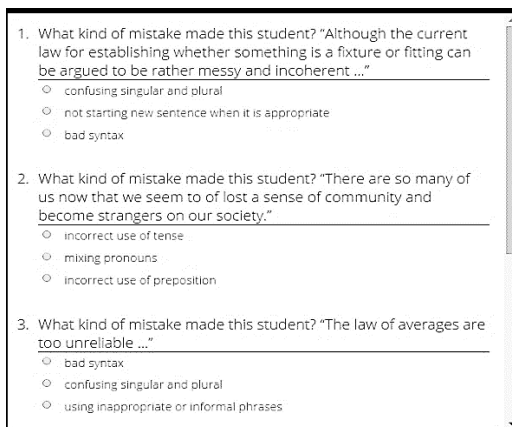 1. What kind of mistake made this student? “Although the current
law for establishing whether something is a fixture or fitting can
be argued to be rather messy and incoherent ...”
confusing singular and plural
not starting new sentence when it is appropriate
bad syntax
2. What kind of mistake made this student? “There are so many of
us now that we seem to of lost a sense of community and
become strangers on our society.”
incorrect use of tense
mixing pronouns
incorrect use of preposition
3. What kind of mistake made this student? “The law of averages are
too unreliable ...”
bad syntax
confusing singular and plural
using inappropriate or informal phrases